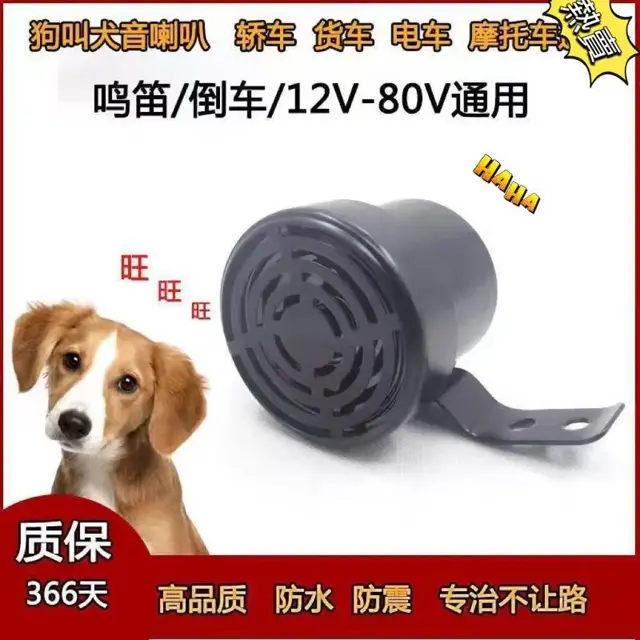 狗叫犬音喇叭 轿车 货车 电车 摩托车
熱賣
鸣笛/倒车/12V-80V通用
HAHA
旺
旺
旺
质保
366天
高品质 防水 防震 专治不让路